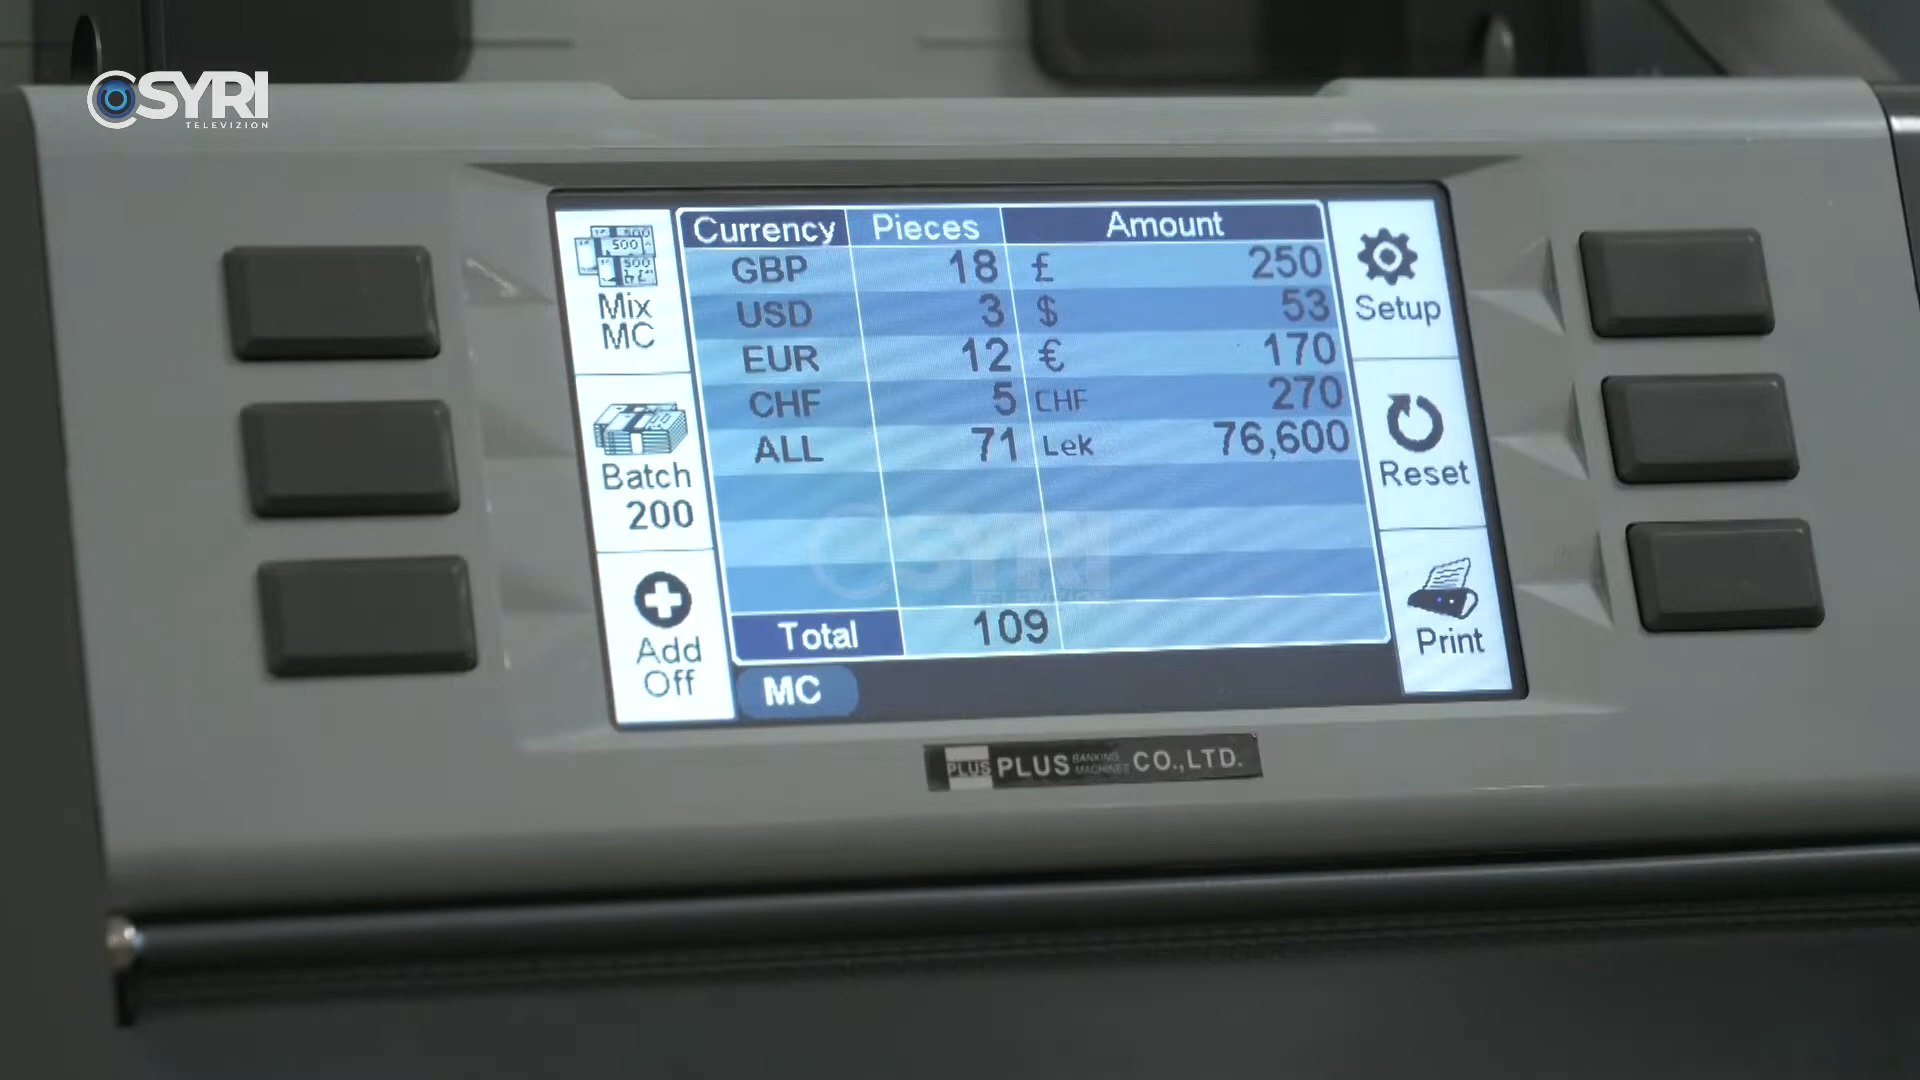 SYRI
TELEVIZION
Mix
MC
Batch
200
Add
Off
Currency Pieces Amount
GBP 18 £ 250
USD 3 $ 53
EUR 12 € 170
CHF 5 CHF 270
ALL 71 Lek 76,600
Total 109
MC
Setup
Reset
Print
SYRI
TELEVIZION
PLUS PLUS BANKING MACHINES CO.,LTD.